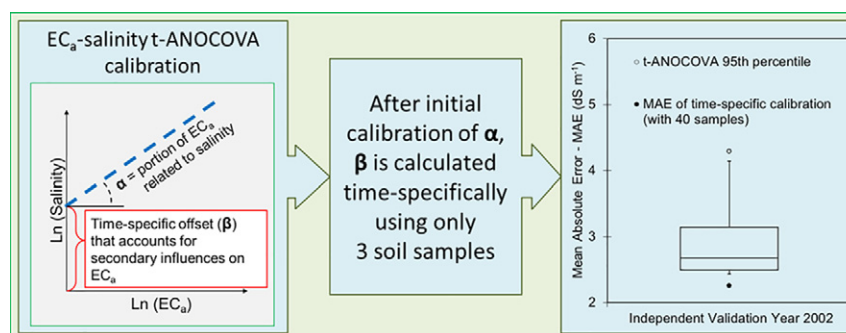 ECa-salinity t-ANOCOVA
calibration
Ln (Salinity)
α = portion of ECa
related to salinity
Time-specific offset (β)
that accounts for
secondary influences on
ECa
Ln (ECa)
After initial
calibration of α,
β is calculated
time-specifically
using only
3 soil samples
Mean Absolute Error - MAE (dS m⁻¹)
6
5
4
3
2
t-ANOCOVA 95th percentile
MAE of time-specific calibration
(with 40 samples)
Independent Validation Year 2002